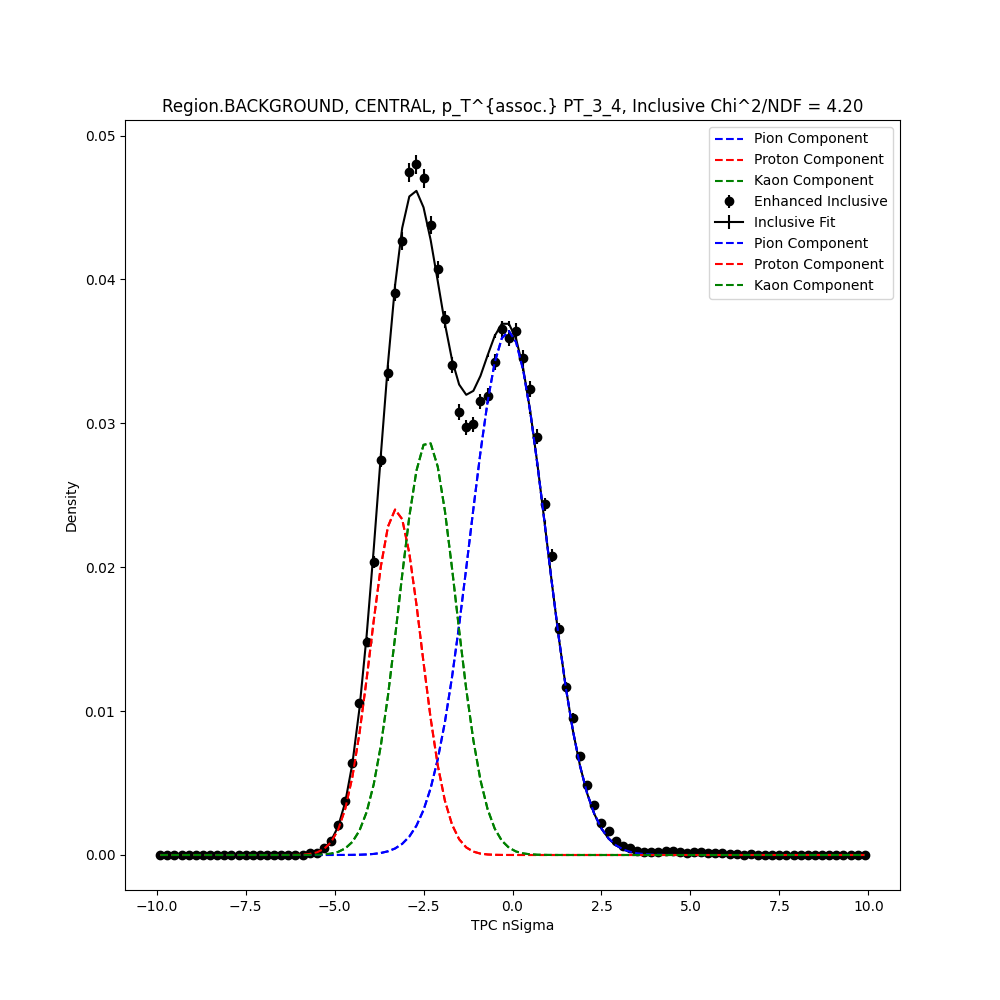 Region.BACKGROUND, CENTRAL, p_T^{assoc.} PT_3_4, Inclusive Chi^2/NDF = 4.20
Pion Component
Proton Component
Kaon Component
Enhanced Inclusive
Inclusive Fit
Pion Component
Proton Component
Kaon Component
0.05
0.04
0.03
0.02
0.01
0.00
Density
−10.0 −7.5 −5.0 −2.5 0.0 2.5 5.0 7.5 10.0
TPC nSigma